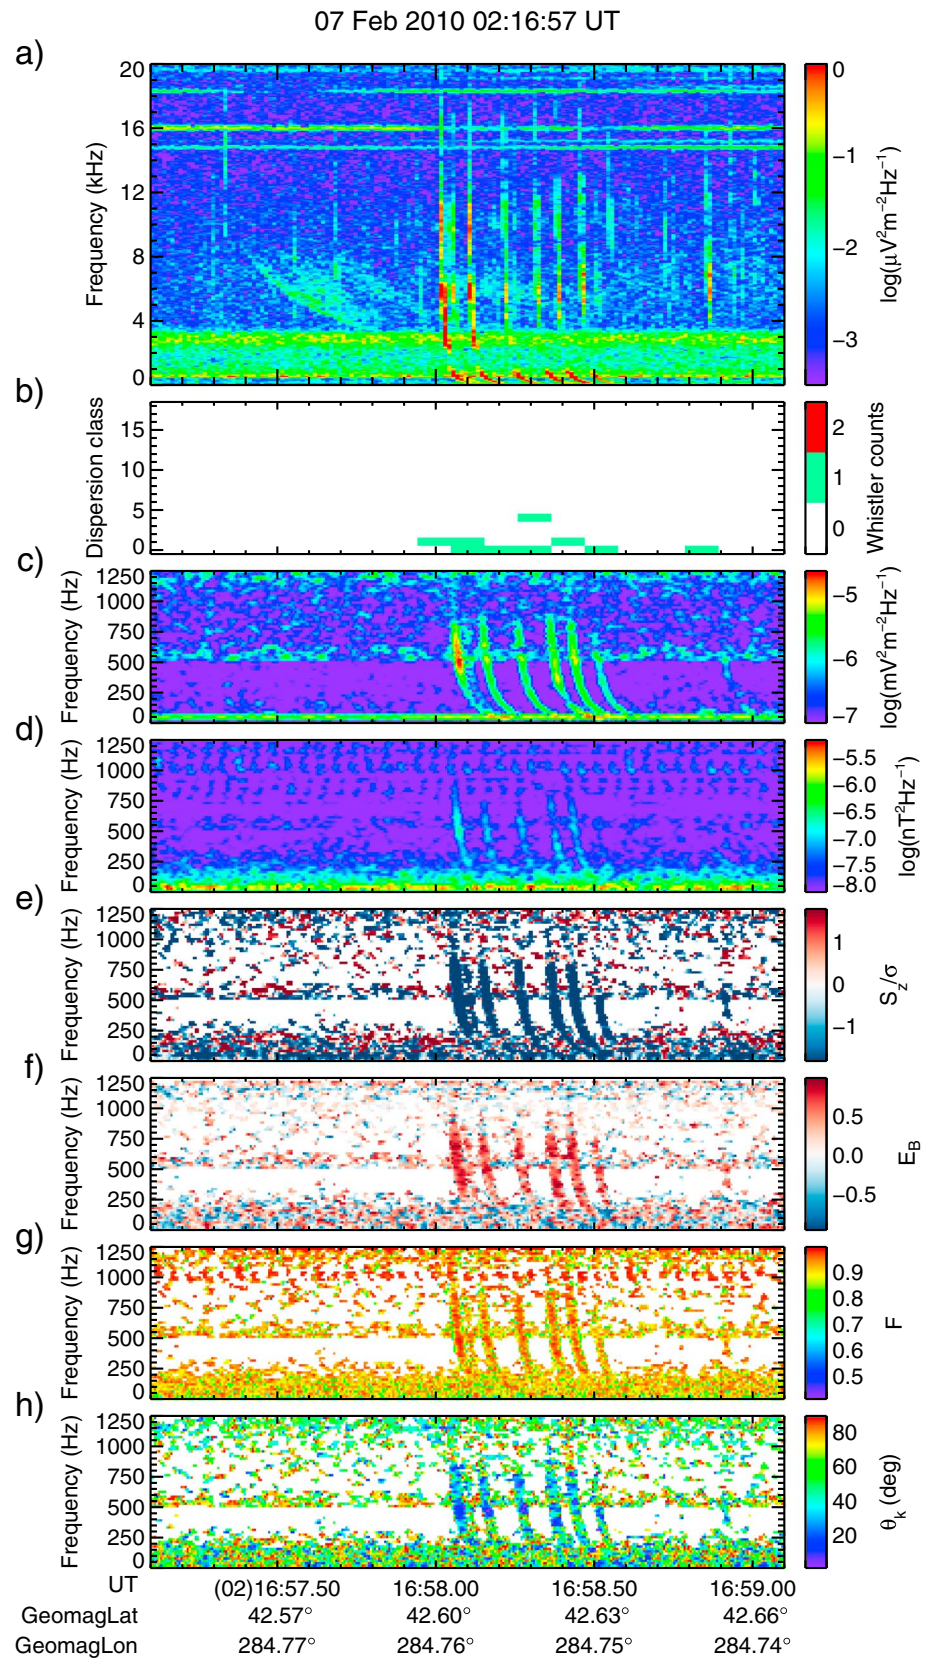 07 Feb 2010 02:16:57 UT
a)
20
16
12
8
4
0
Frequency (kHz)
0
−1
−2
−3
log(μV²m⁻²Hz⁻¹)
b)
15
10
5
0
Dispersion class
2
1
0
Whistler counts
c)
1250
1000
750
500
250
0
Frequency (Hz)
−5
−6
−7
log(mV²m⁻²Hz⁻¹)
d)
1250
1000
750
500
250
0
Frequency (Hz)
−5.5
−6.0
−6.5
−7.0
−7.5
−8.0
log(nT²Hz⁻¹)
e)
1250
1000
750
500
250
0
Frequency (Hz)
1
0
−1
S_z/σ
f)
1250
1000
750
500
250
0
Frequency (Hz)
0.5
0.0
−0.5
E_B
g)
1250
1000
750
500
250
0
Frequency (Hz)
0.9
0.8
0.7
0.6
0.5
F
h)
1250
1000
750
500
250
0
Frequency (Hz)
80
60
40
20
θ_k (deg)
UT (02)16:57.50 16:58.00 16:58.50 16:59.00
GeomagLat 42.57° 42.60° 42.63° 42.66°
GeomagLon 284.77° 284.76° 284.75° 284.74°